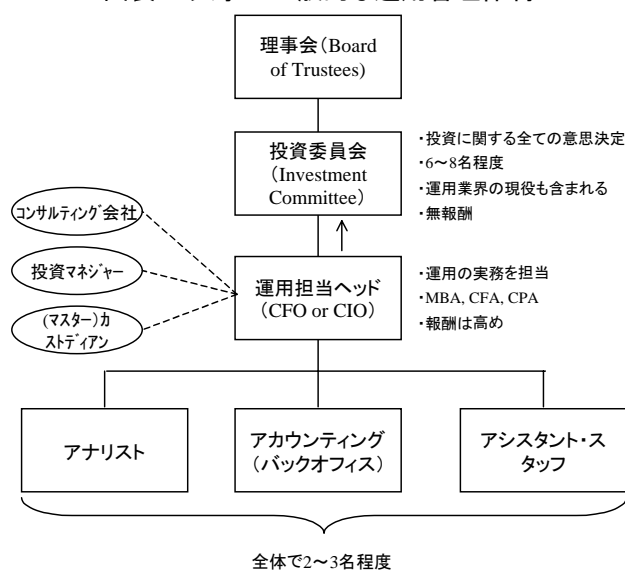 理事会(Board
of Trustees)
投資委員会
(Investment
Committee)
・投資に関する全ての意思決定
・6～8名程度
・運用業界の現役も含まれる
・無報酬
コンサルティング会社
投資マネジャー
(マスター)カ
ストディアン
運用担当ヘッド
(CFO or CIO)
・運用の実務を担当
・MBA, CFA, CPA
・報酬は高め
アナリスト
アカウンティング
(バックオフィス)
アシスタント・ス
タッフ
全体で2～3名程度